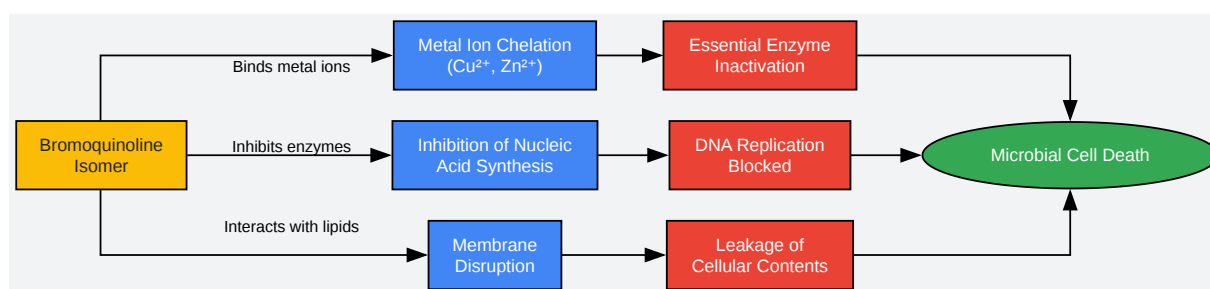 Binds metal ions
Metal Ion Chelation
(Cu²⁺, Zn²⁺)
Essential Enzyme
Inactivation
Bromoquinoline
Isomer
Inhibits enzymes
Inhibition of Nucleic
Acid Synthesis
DNA Replication
Blocked
Microbial Cell Death
Interacts with lipids
Membrane
Disruption
Leakage of
Cellular Contents